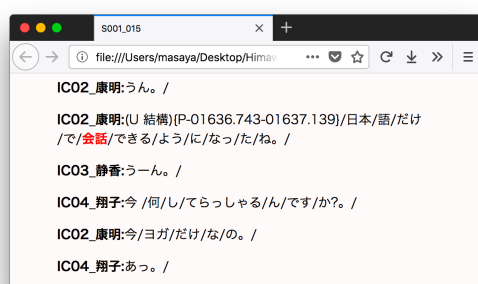 S001_015
file:///Users/masaya/Desktop/Himaw
IC02_康明:うん。/
IC02_康明:(U 結構){P-01636.743-01637.139}/日本/語/だけ
/で/会話/できる/よう/に/なっ/た/ね。/
IC03_静香:うーん。/
IC04_翔子:今 /何/し/てらっしゃる/ん/です/か?。/
IC02_康明:今/ヨガ/だけ/な/の。/
IC04_翔子:あっ。/